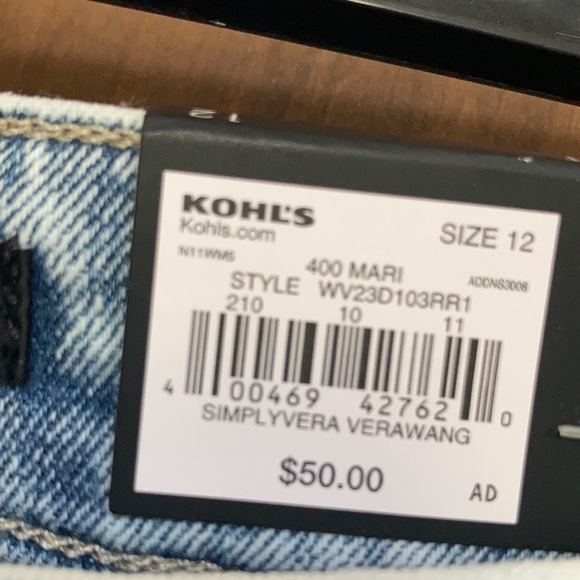 KOHL'S
Kohls.com
SIZE 12
N11WM5
400 MARI
ADDNS3006
STYLE WV23D103RR1
210 10 11
4 00469 42762 0
SIMPLYVERA VERAWANG
$50.00
AD
12